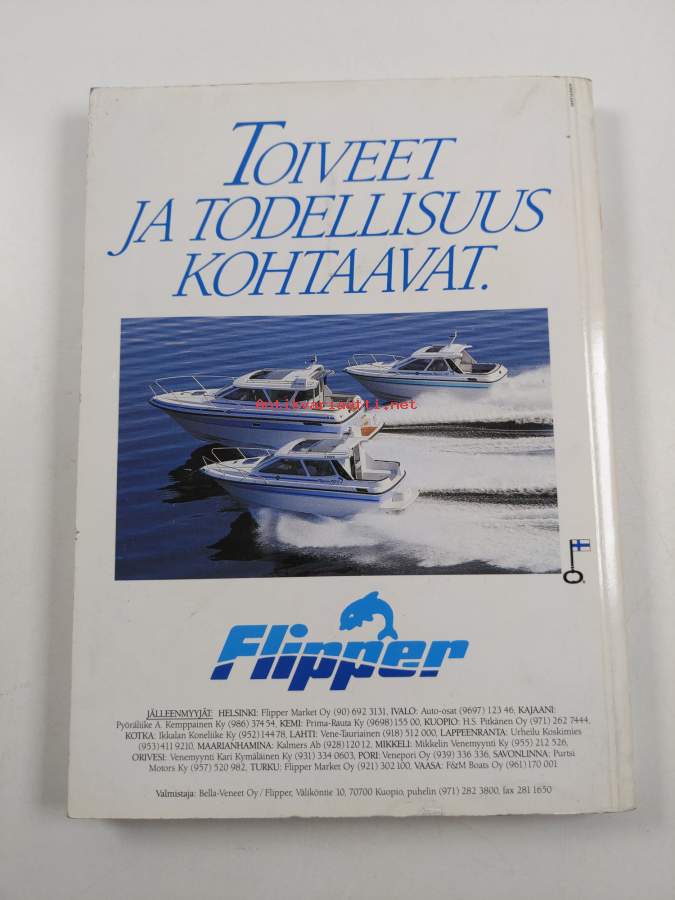 TOIVEET
JA TODELLISUUS
KOHTAAVAT.
Antikvariaatti.net
Flipper
JÄLLEENMYYJÄT: HELSINKI: Flipper Market Oy (90) 692 3131, IVALO: Auto-osat (9697) 123 46, KAJAANI:
Pyöräliike A. Kemppainen Ky (986) 374 54, KEMI: Prima-Rauta Ky (9698) 155 00, KUOPIO: H.S. Pitkänen Oy (971) 262 7444,
KOTKA: Ikkalan Koneliike Ky (952) 144 78, LAHTI: Vene-Tauriainen (918) 512 000, LAPPEENRANTA: Urheilu Koskimies
(953) 411 9210, MAARIANHAMINA: Kalmers Ab (928) 120 12, MIKKELI: Mikkelin Venemyynti Ky (955) 212 526,
ORIVESI: Venemyynti Kari Kymäläinen Ky (931) 334 0603, PORI: Venepori Oy (939) 336 336, SAVONLINNA: Purtsi
Motors Ky (957) 520 982, TURKU: Flipper Market Oy (921) 302 100, VAASA: F&M Boats Oy (961) 170 001
Valmistaja: Bella-Veneet Oy / Flipper, Väliköntie 10, 70700 Kuopio, puhelin (971) 282 3800, fax 281 1650